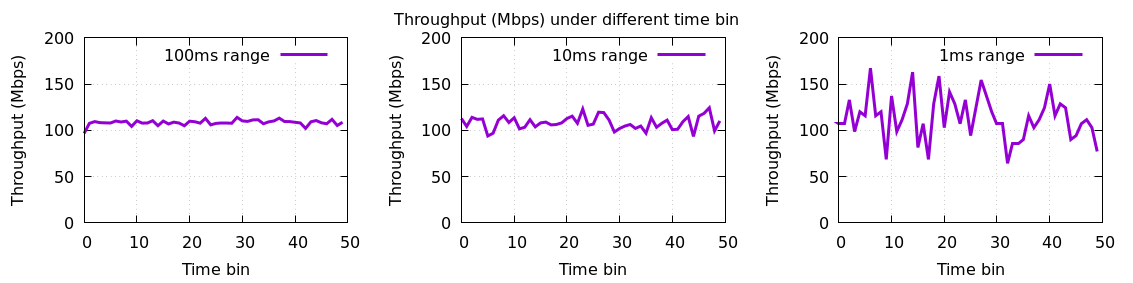 Throughput (Mbps) under different time bin
Throughput (Mbps)
200
150
100
50
0
100ms range
0 10 20 30 40 50
Time bin
Throughput (Mbps)
200
150
100
50
0
10ms range
0 10 20 30 40 50
Time bin
Throughput (Mbps)
200
150
100
50
0
1ms range
0 10 20 30 40 50
Time bin